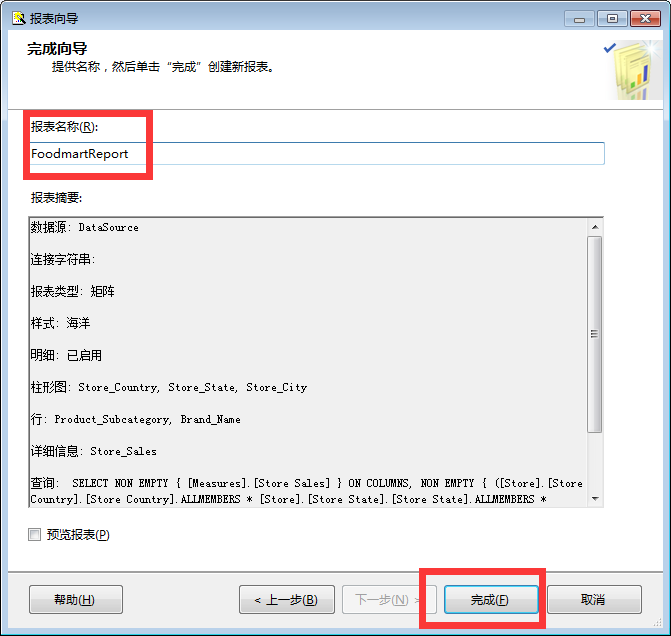 报表向导
完成向导
提供名称，然后单击“完成”创建新报表。
报表名称(R):
FoodmartReport
报表摘要:
数据源: DataSource
连接字符串:
报表类型: 矩阵
样式: 海洋
明细: 已启用
柱形图: Store_Country, Store_State, Store_City
行: Product_Subcategory, Brand_Name
详细信息: Store_Sales
查询:  SELECT NON EMPTY { [Measures].[Store Sales] } ON COLUMNS, NON EMPTY { ([Store].[Store
Country].[Store Country].ALLMEMBERS * [Store].[Store State].[Store State].ALLMEMBERS *
预览报表(P)
帮助(H)
< 上一步(B)
下一步(N) >
完成(F)
取消